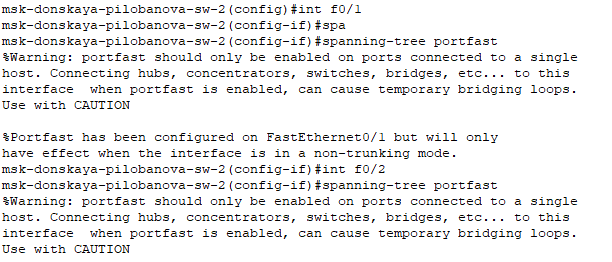 msk-donskaya-pilobanova-sw-2(config)#int f0/1
msk-donskaya-pilobanova-sw-2(config-if)#spa
msk-donskaya-pilobanova-sw-2(config-if)#spanning-tree portfast
%Warning: portfast should only be enabled on ports connected to a single
host. Connecting hubs, concentrators, switches, bridges, etc... to this
interface  when portfast is enabled, can cause temporary bridging loops.
Use with CAUTION

%Portfast has been configured on FastEthernet0/1 but will only
have effect when the interface is in a non-trunking mode.
msk-donskaya-pilobanova-sw-2(config-if)#int f0/2
msk-donskaya-pilobanova-sw-2(config-if)#spanning-tree portfast
%Warning: portfast should only be enabled on ports connected to a single
host. Connecting hubs, concentrators, switches, bridges, etc... to this
interface  when portfast is enabled, can cause temporary bridging loops.
Use with CAUTION